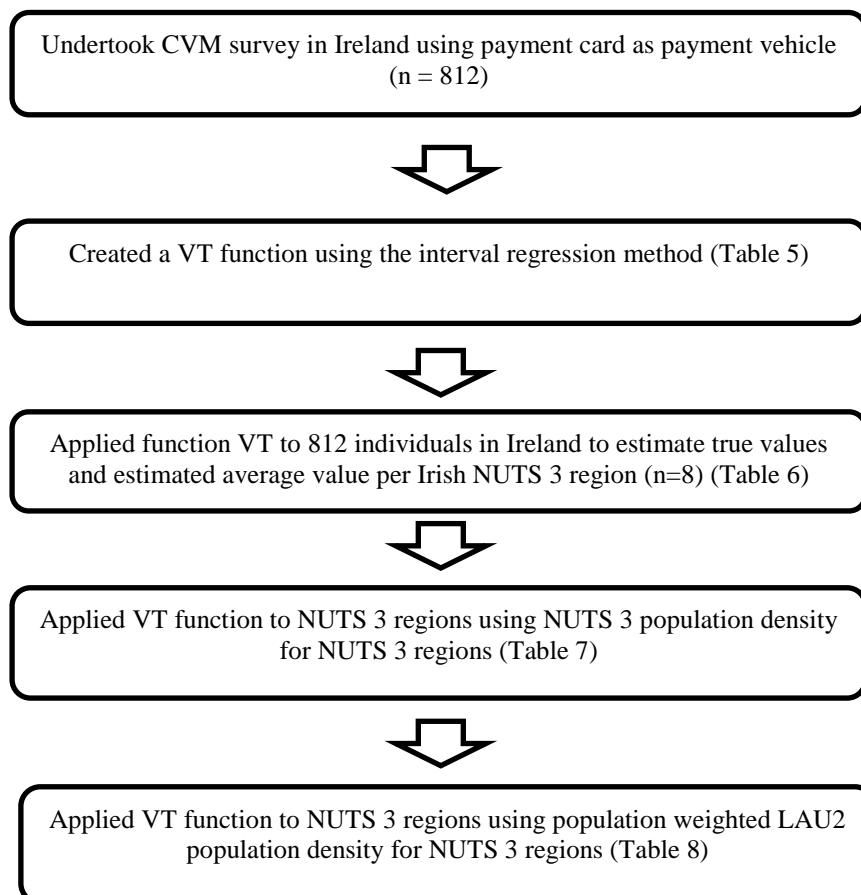 Undertook CVM survey in Ireland using payment card as payment vehicle
(n = 812)
Created a VT function using the interval regression method (Table 5)
Applied function VT to 812 individuals in Ireland to estimate true values
and estimated average value per Irish NUTS 3 region (n=8) (Table 6)
Applied VT function to NUTS 3 regions using NUTS 3 population density
for NUTS 3 regions (Table 7)
Applied VT function to NUTS 3 regions using population weighted LAU2
population density for NUTS 3 regions (Table 8)